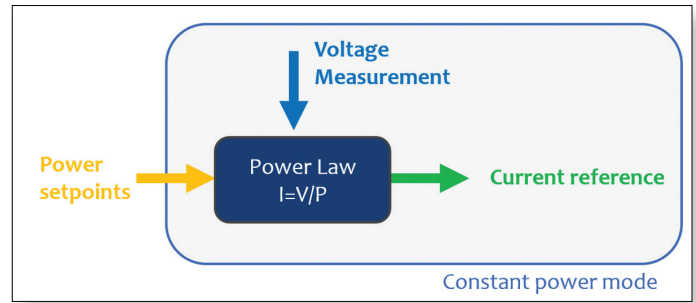 Voltage
Measurement
Power
setpoints
Power Law
I=V/P
Current reference
Constant power mode